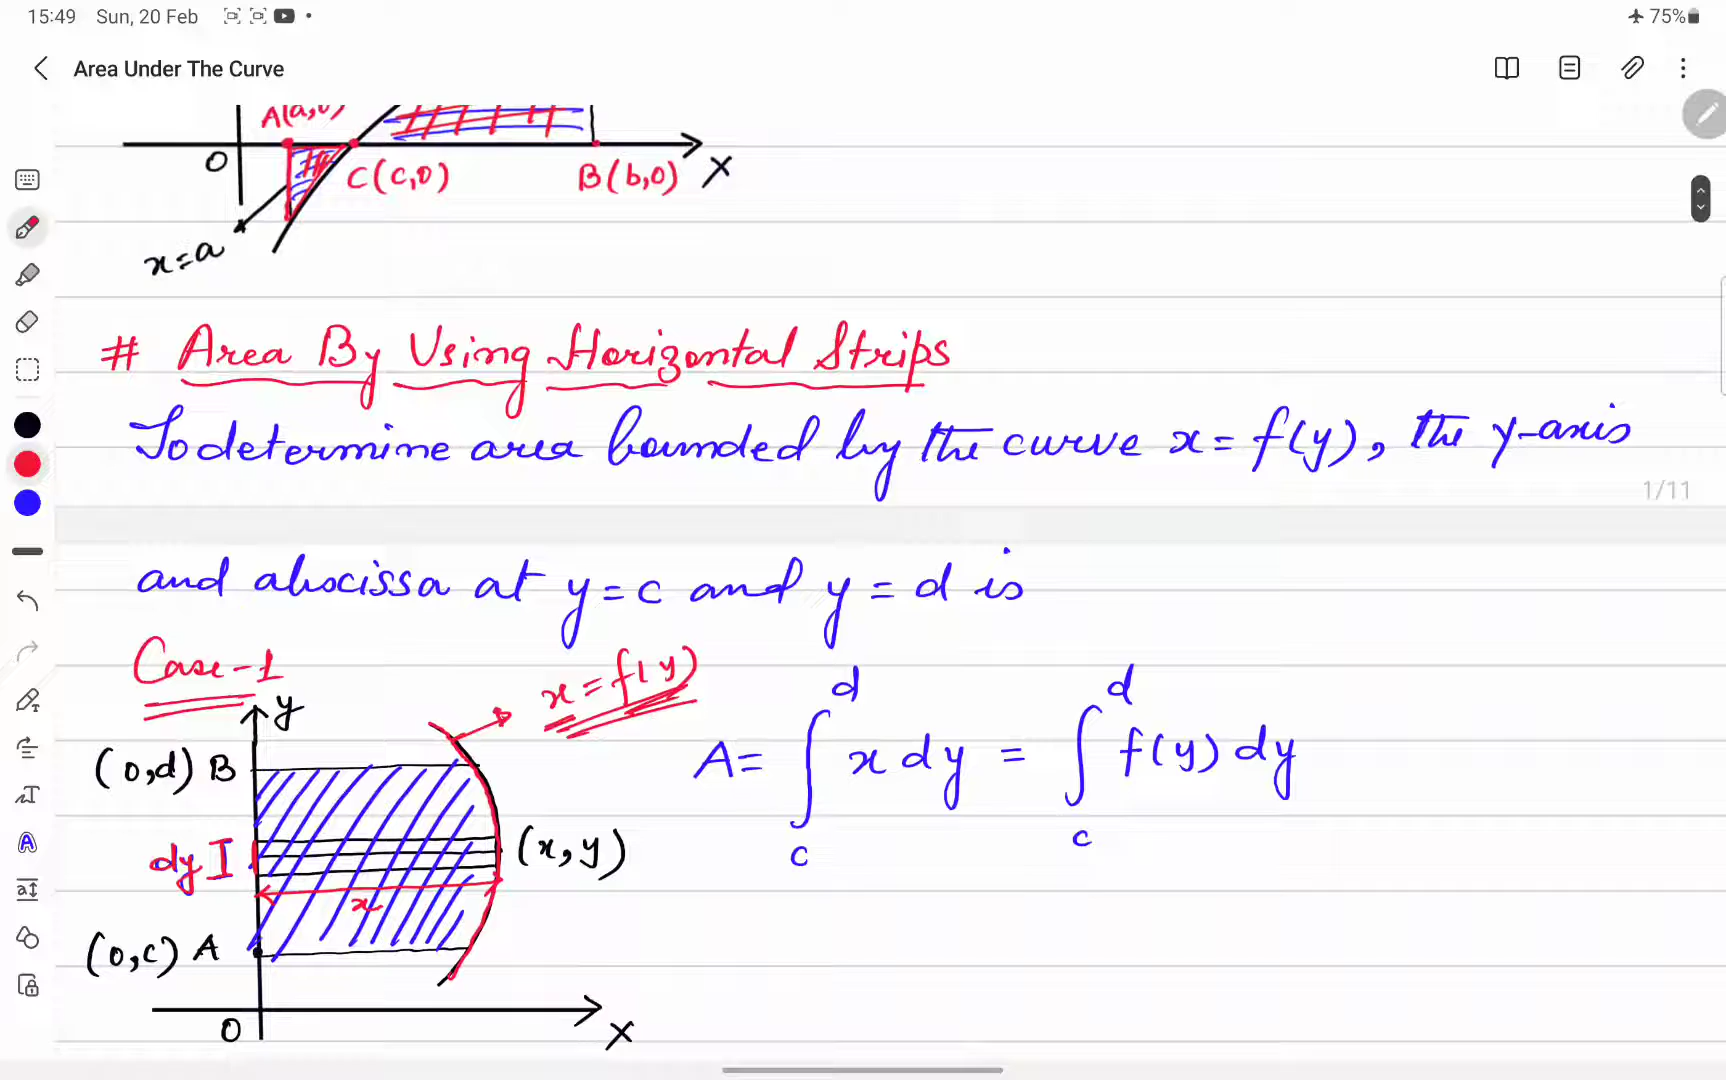 15:49 Sun, 20 Feb
75%
Area Under The Curve
A(a,0)
O
C(c,0)
B(b,0)
X
x=a
# Area By Using Horizontal Strips
To determine area bounded by the curve x = f(y), the y-axis
1/11
and abscissa at y=c and y=d is
Case-1
x = f(y)
y
(0,d) B
A = ∫_c^d x dy = ∫_c^d f(y) dy
dy I
(x,y)
x
(0,c) A
O
X